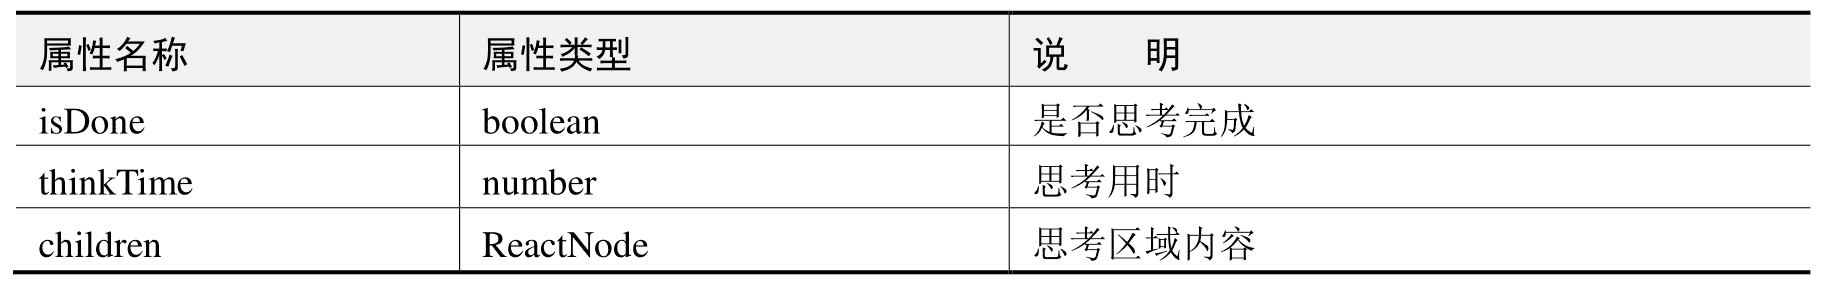 属性名称 属性类型 说 明
isDone boolean 是否思考完成
thinkTime number 思考用时
children ReactNode 思考区域内容